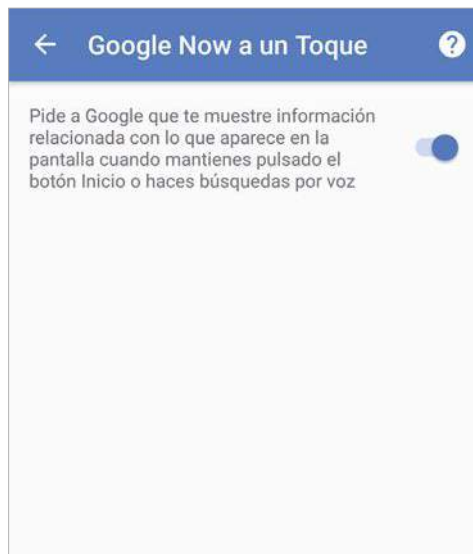 Google Now a un Toque
Pide a Google que te muestre información
relacionada con lo que aparece en la
pantalla cuando mantienes pulsado el
botón Inicio o haces búsquedas por voz